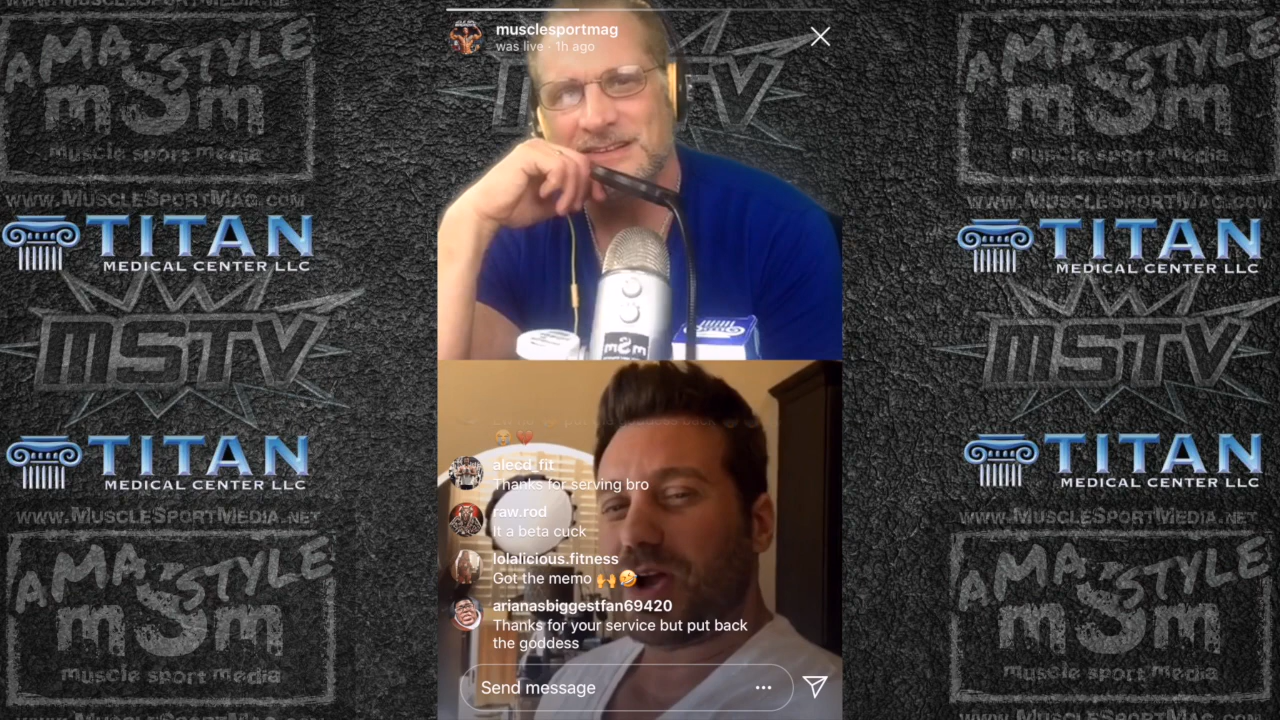 musclesportmag
was live · 1h ago
😭 💔
alecd_fit
Thanks for serving bro
raw.rod
It a beta cuck
lolalicious.fitness
Got the memo 🙌🤣
arianasbiggestfan69420
Thanks for your service but put back
the goddess
Send message
AMA STYLE
mSm
muscle sport media
www.MuscleSportMag.com
TITAN
MEDICAL CENTER LLC
MSTV
TITAN
MEDICAL CENTER LLC
www.MuscleSportMedia.net
AMA STYLE
mSm
muscle sport media
mSm
AMA STYLE
mSm
muscle sport media
www.MuscleSportMag.com
TITAN
MEDICAL CENTER LLC
MSTV
TITAN
MEDICAL CENTER LLC
www.MuscleSportMedia.net
AMA STYLE
mSm
muscle sport media